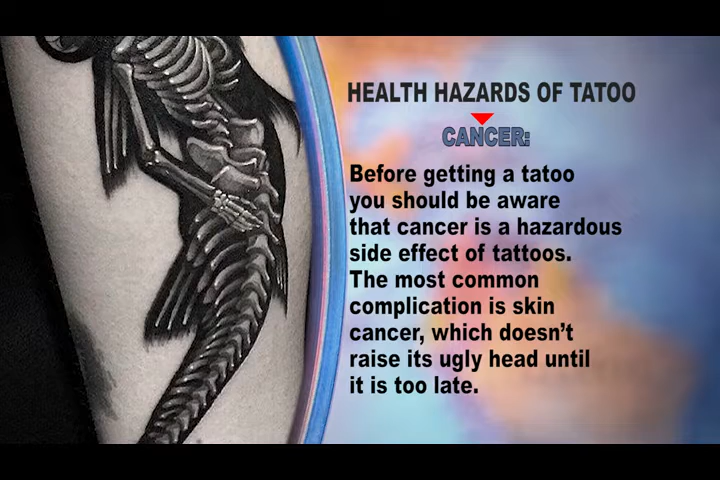 HEALTH HAZARDS OF TATOO
CANCER:
Before getting a tatoo
you should be aware
that cancer is a hazardous
side effect of tattoos.
The most common
complication is skin
cancer, which doesn't
raise its ugly head until
it is too late.